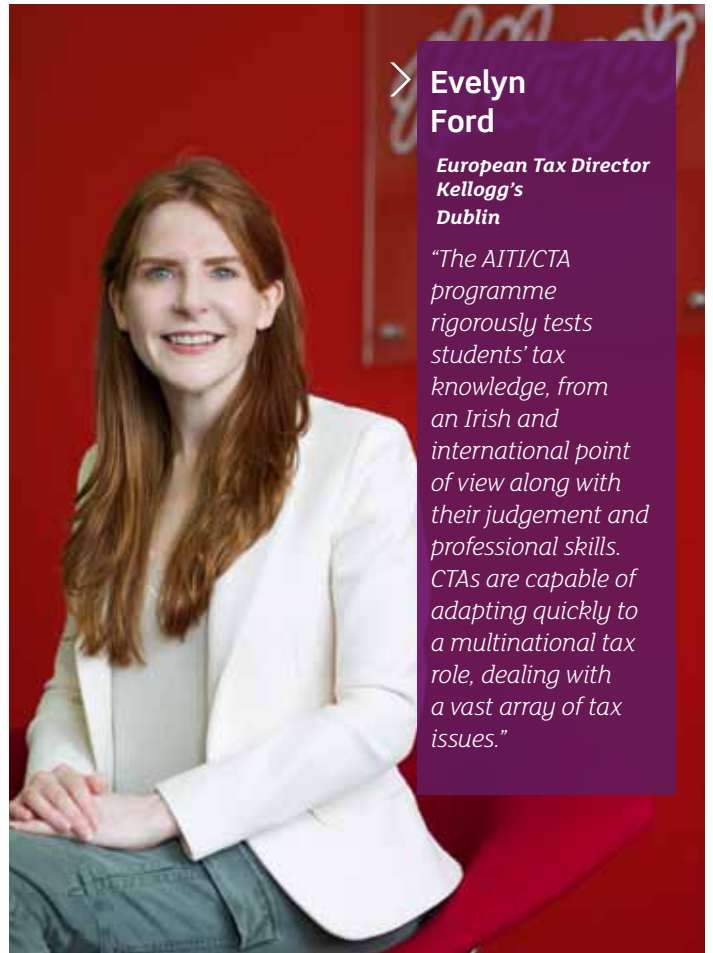 Kellogg's
Evelyn
Ford
European Tax Director
Kellogg's
Dublin
“The AITI/CTA
programme
rigorously tests
students’ tax
knowledge, from
an Irish and
international point
of view along with
their judgement and
professional skills.
CTAs are capable of
adapting quickly to
a multinational tax
role, dealing with
a vast array of tax
issues.”